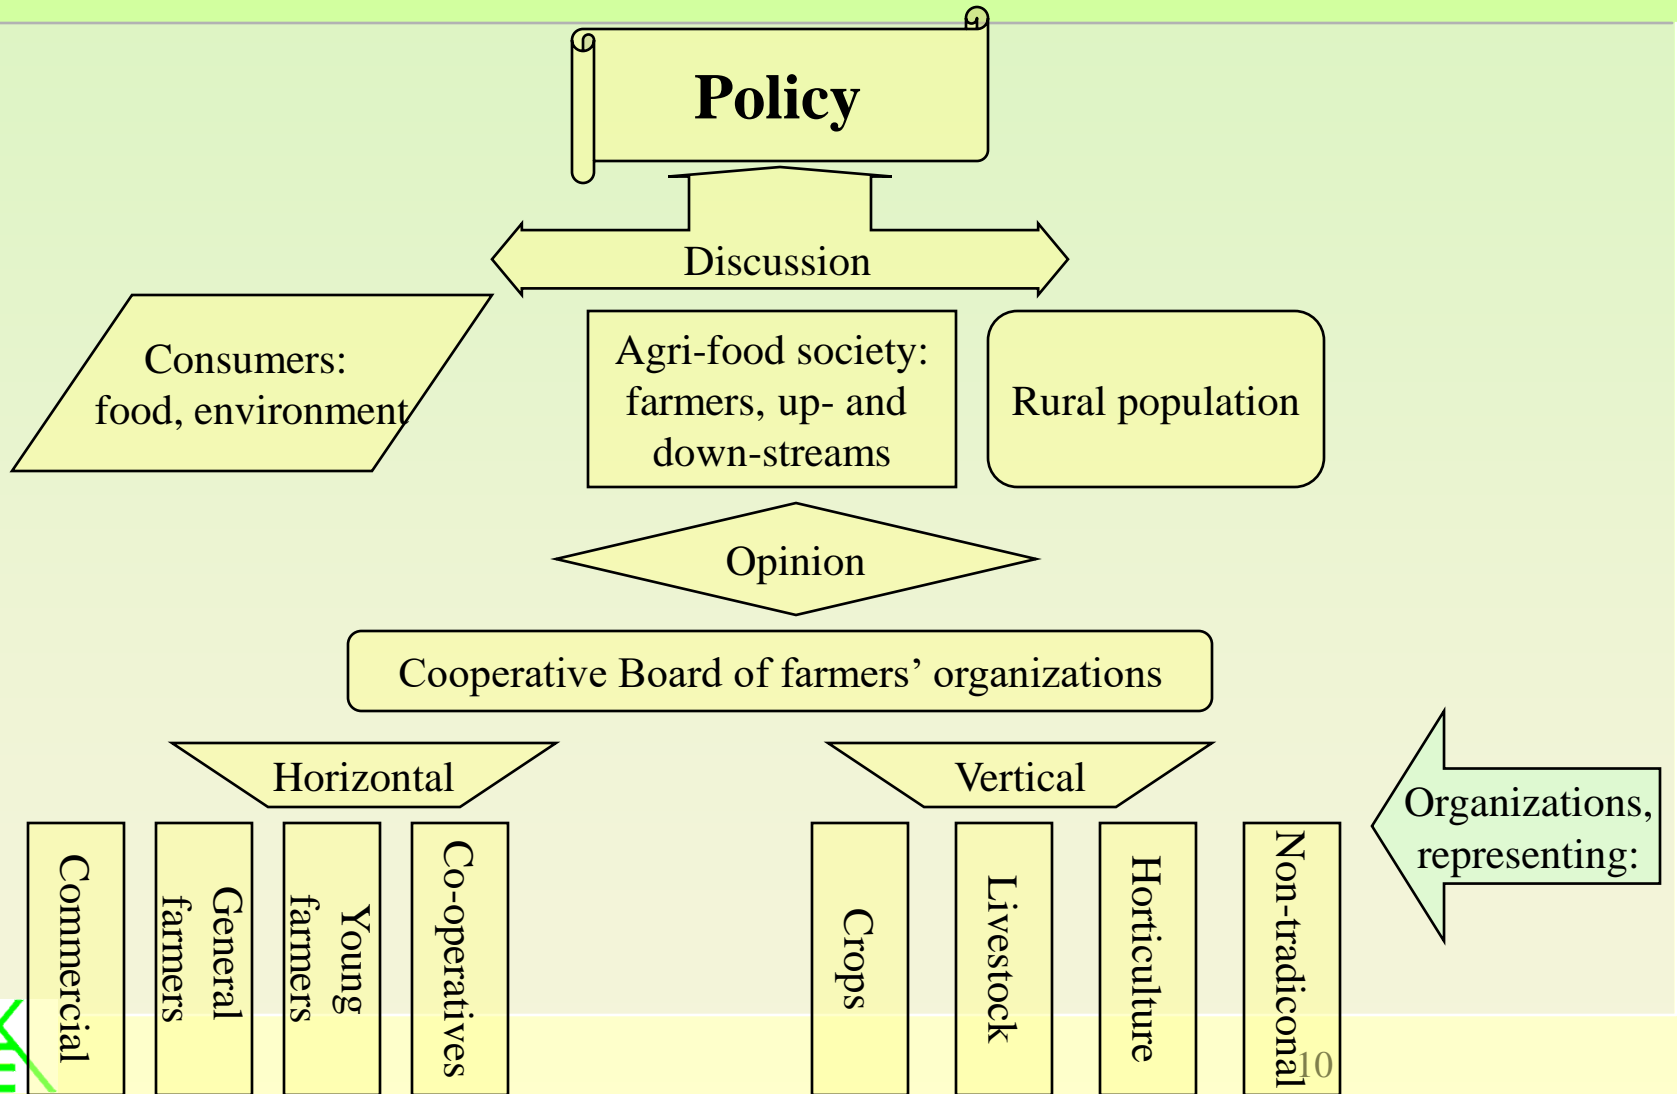 Policy
Discussion
Consumers:
food, environment
Agri-food society:
farmers, up- and
down-streams
Rural population
Opinion
Cooperative Board of farmers’ organizations
Horizontal
Vertical
Organizations,
representing:
Commercial
General
farmers
Young
farmers
Co-operatives
Crops
Livestock
Horticulture
Non-tradiconal
10